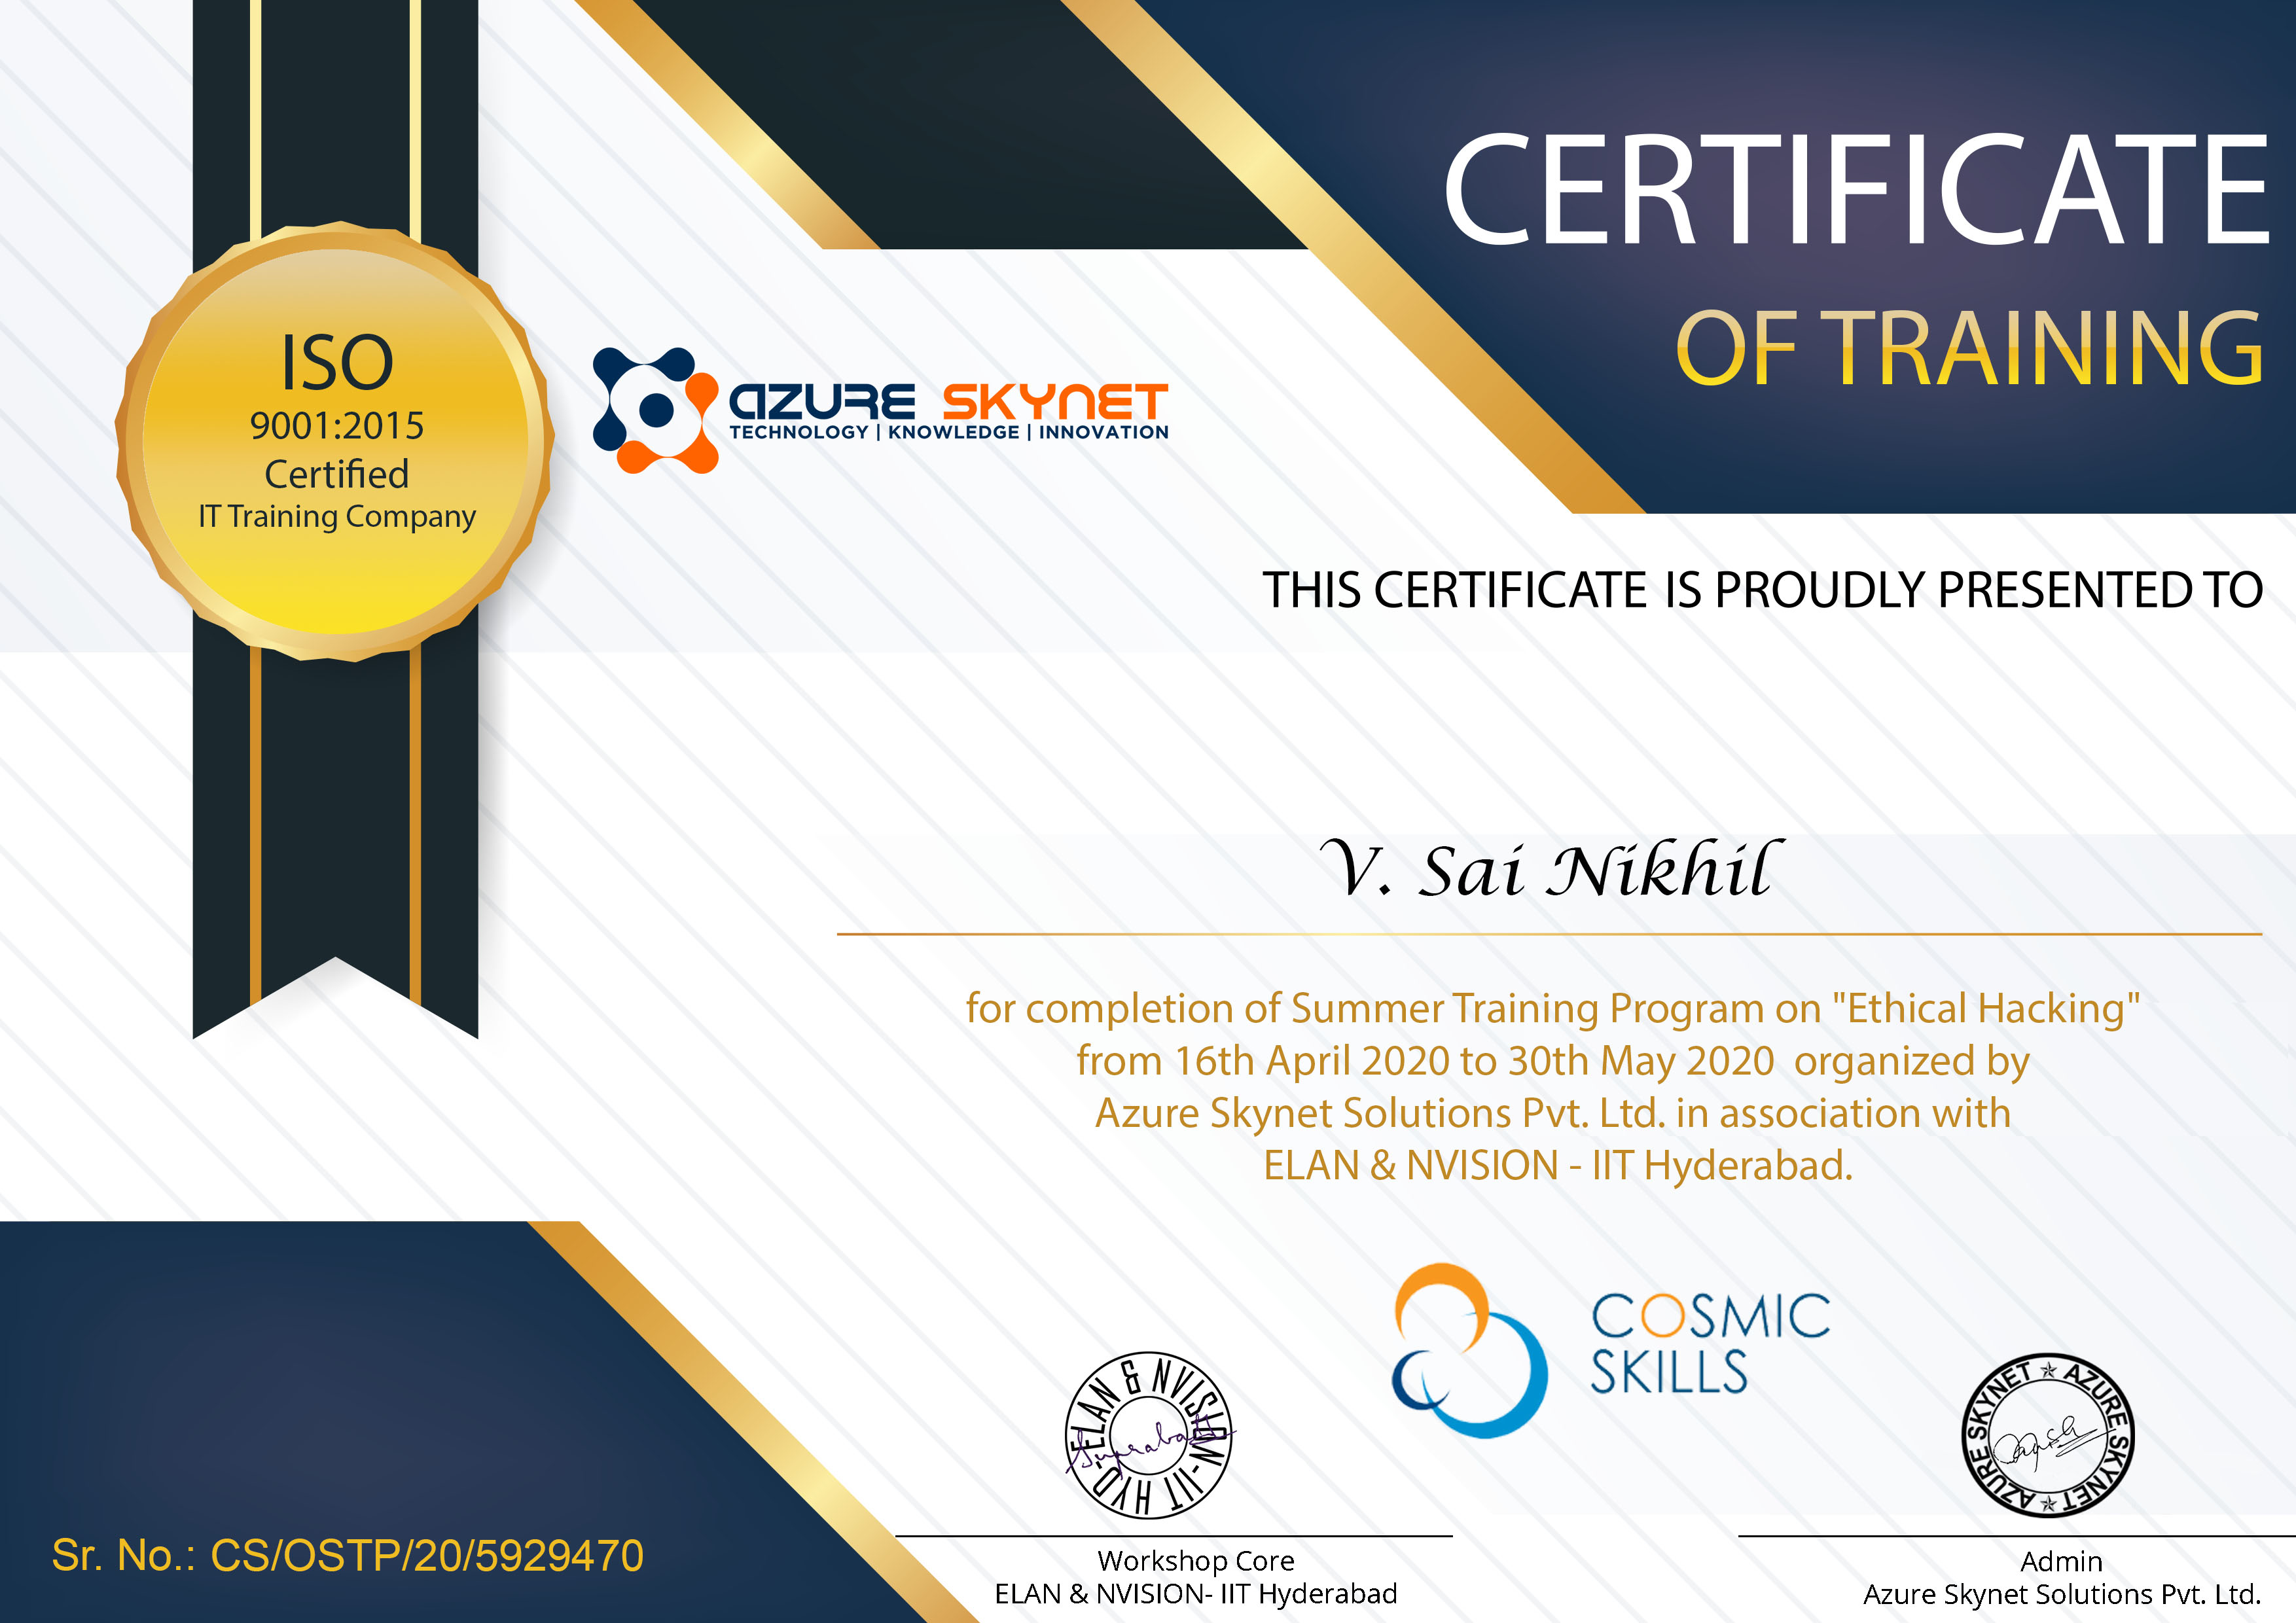 CERTIFICATE
OF TRAINING
ISO
9001:2015
Certified
IT Training Company
AZURE SKYNET
TECHNOLOGY | KNOWLEDGE | INNOVATION
THIS CERTIFICATE IS PROUDLY PRESENTED TO
V. Sai Nikhil
for completion of Summer Training Program on "Ethical Hacking"
from 16th April 2020 to 30th May 2020 organized by
Azure Skynet Solutions Pvt. Ltd. in association with
ELAN & NVISION - IIT Hyderabad.
COSMIC
SKILLS
ELAN & NVISION-IIT HYD-
AZURE SKYNET ★ AZURE SKYNET ★ AZURE SKYNET ★
Sr. No.: CS/OSTP/20/5929470
Workshop Core
ELAN & NVISION- IIT Hyderabad
Admin
Azure Skynet Solutions Pvt. Ltd.